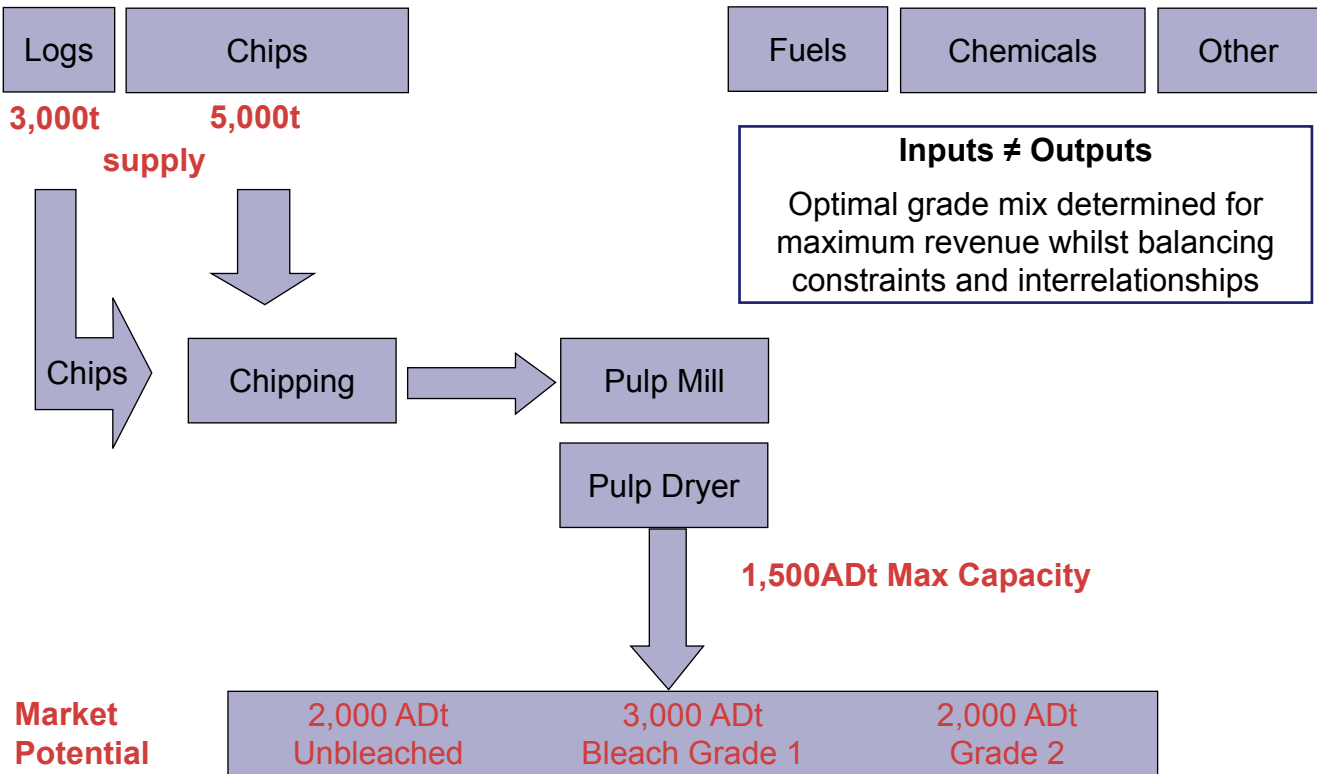 Logs
Chips
Fuels
Chemicals
Other
3,000t
5,000t
supply
Inputs ≠ Outputs
Optimal grade mix determined for
maximum revenue whilst balancing
constraints and interrelationships
Chips
Chipping
Pulp Mill
Pulp Dryer
1,500ADt Max Capacity
Market
Potential
2,000 ADt
Unbleached
3,000 ADt
Bleach Grade 1
2,000 ADt
Grade 2